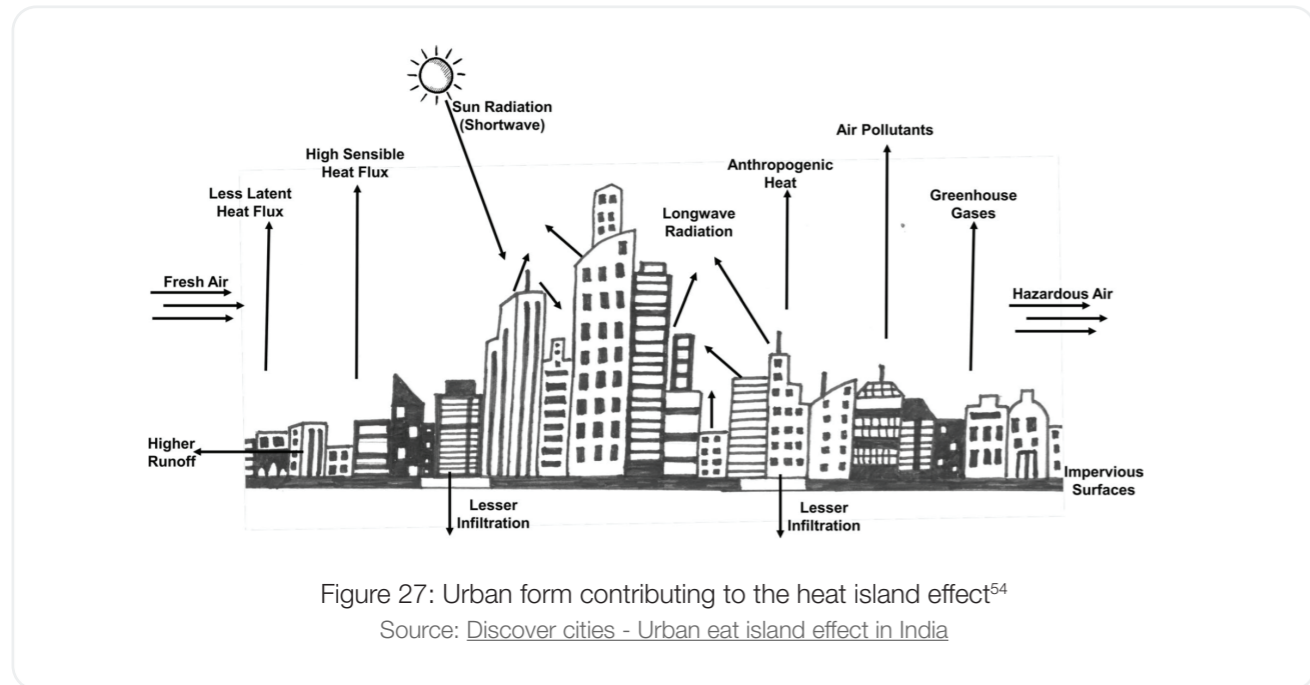 Sun Radiation
(Shortwave)
Air Pollutants
High Sensible
Heat Flux
Anthropogenic
Heat
Less Latent
Heat Flux
Longwave
Radiation
Greenhouse
Gases
Fresh Air
Hazardous Air
Higher
Runoff
Impervious
Surfaces
Lesser
Infiltration
Lesser
Infiltration
Figure 27: Urban form contributing to the heat island effect54
Source: Discover cities - Urban eat island effect in India